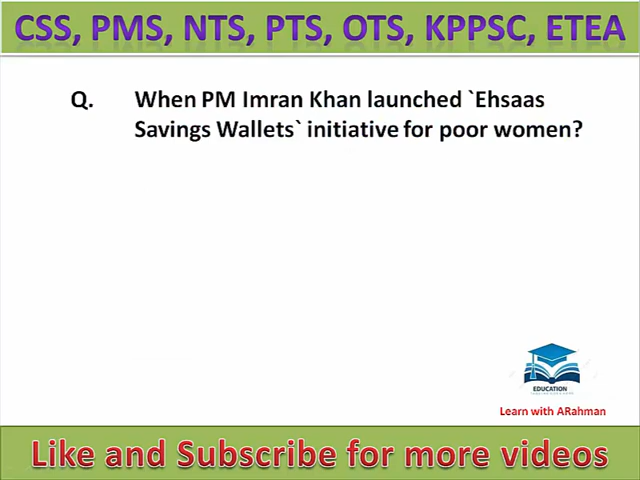 CSS, PMS, NTS, PTS, OTS, KPPSC, ETEA
Q. When PM Imran Khan launched `Ehsaas
Savings Wallets` initiative for poor women?
EDUCATION
Learn with ARahman
Like and Subscribe for more videos